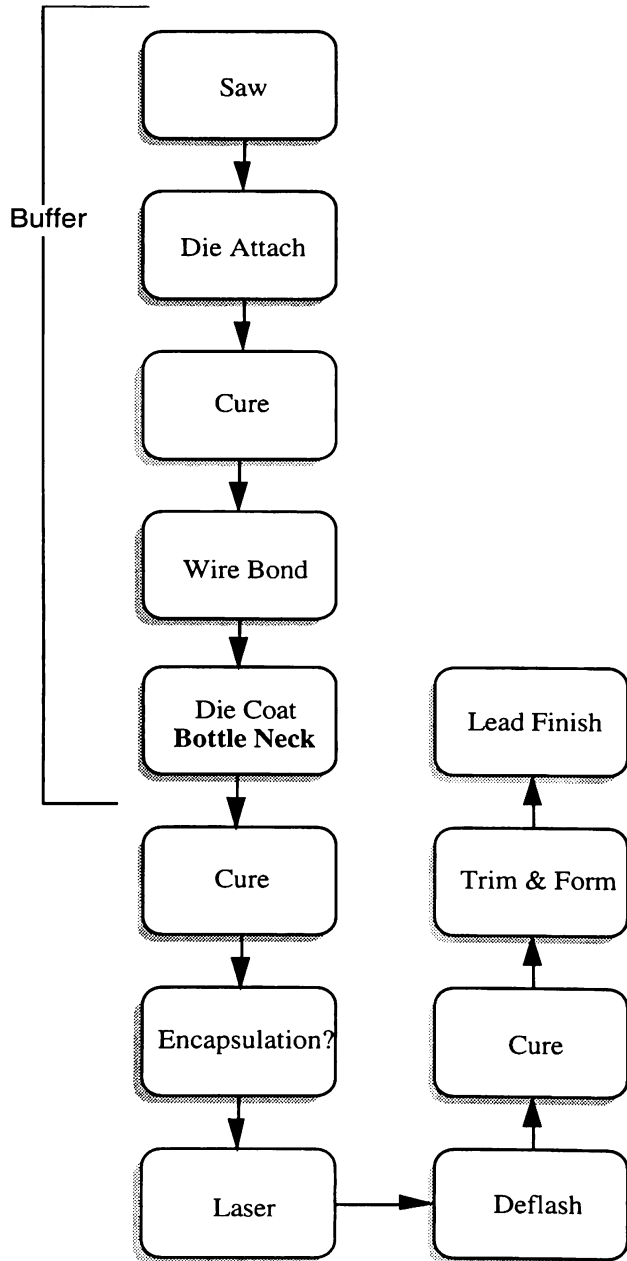 Saw
Buffer
Die Attach
Cure
Wire Bond
Die Coat
Bottle Neck
Cure
Encapsulation?
Laser
Deflash
Cure
Trim & Form
Lead Finish